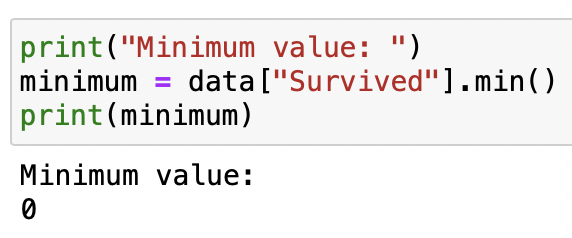 print("Minimum value: ")
minimum = data["Survived"].min()
print(minimum)
Minimum value:
0